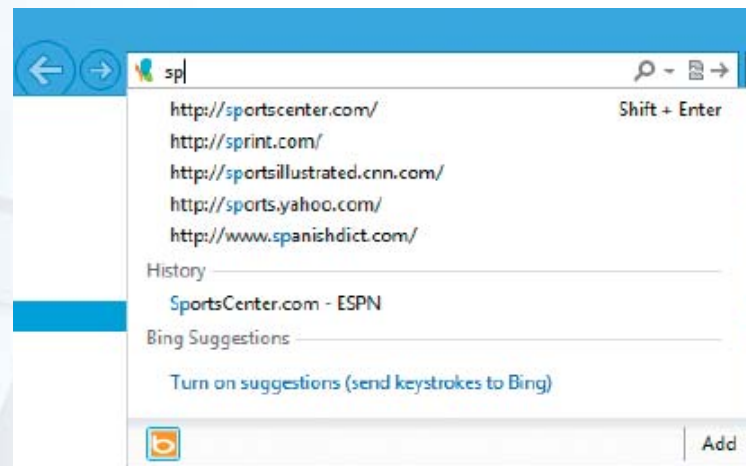 sp
http://sportscenter.com/ Shift + Enter
http://sprint.com/
http://sportsillustrated.cnn.com/
http://sports.yahoo.com/
http://www.spanishdict.com/
History
SportsCenter.com - ESPN
Bing Suggestions
Turn on suggestions (send keystrokes to Bing)
b
Add